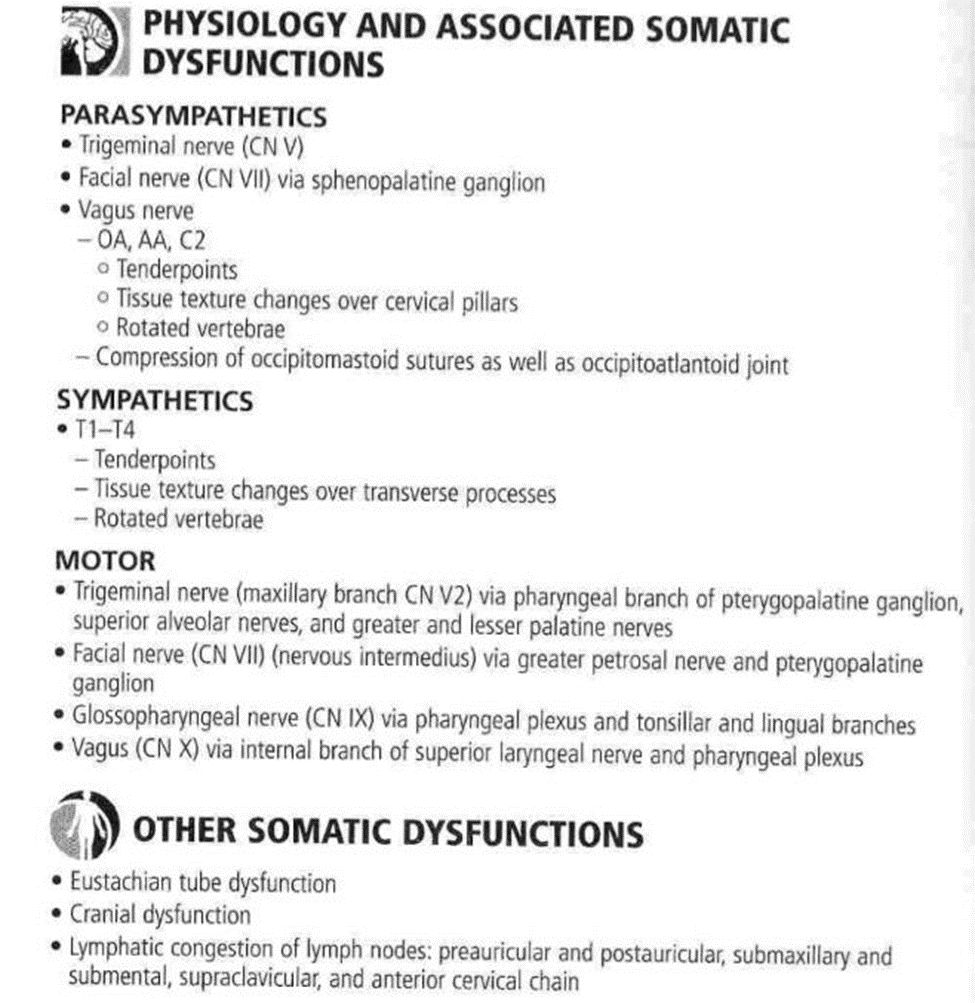 PHYSIOLOGY AND ASSOCIATED SOMATIC
DYSFUNCTIONS
PARASYMPATHETICS
• Trigeminal nerve (CN V)
• Facial nerve (CN VII) via sphenopalatine ganglion
• Vagus nerve
– OA, AA, C2
○ Tenderpoints
○ Tissue texture changes over cervical pillars
○ Rotated vertebrae
– Compression of occipitomastoid sutures as well as occipitoatlantoid joint
SYMPATHETICS
• T1–T4
– Tenderpoints
– Tissue texture changes over transverse processes
– Rotated vertebrae
MOTOR
• Trigeminal nerve (maxillary branch CN V2) via pharyngeal branch of pterygopalatine ganglion,
superior alveolar nerves, and greater and lesser palatine nerves
• Facial nerve (CN VII) (nervous intermedius) via greater petrosal nerve and pterygopalatine
ganglion
• Glossopharyngeal nerve (CN IX) via pharyngeal plexus and tonsillar and lingual branches
• Vagus (CN X) via internal branch of superior laryngeal nerve and pharyngeal plexus
OTHER SOMATIC DYSFUNCTIONS
• Eustachian tube dysfunction
• Cranial dysfunction
• Lymphatic congestion of lymph nodes: preauricular and postauricular, submaxillary and
submental, supraclavicular, and anterior cervical chain